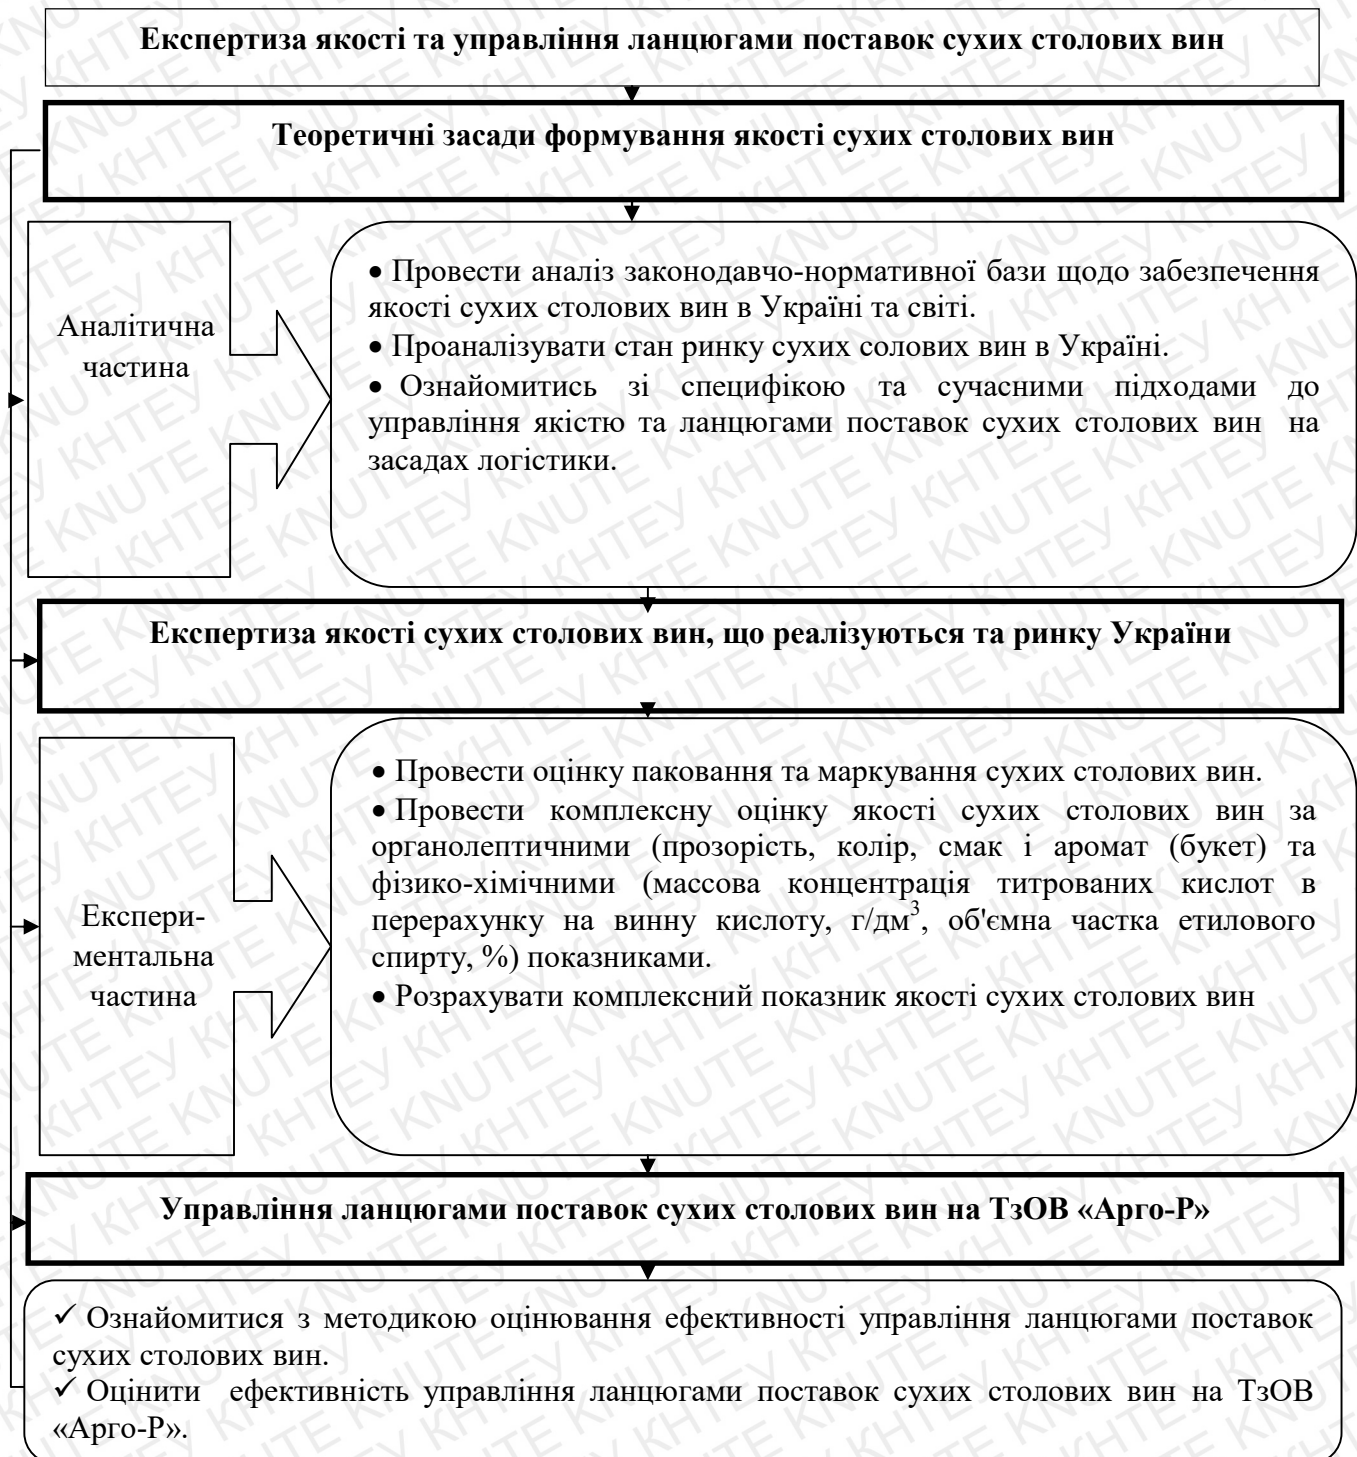 Експертиза якості та управління ланцюгами поставок сухих столових вин
Теоретичні засади формування якості сухих столових вин
Аналітична
частина
• Провести аналіз законодавчо-нормативної бази щодо забезпечення
якості сухих столових вин в Україні та світі.
• Проаналізувати стан ринку сухих солових вин в Україні.
• Ознайомитись зі специфікою та сучасними підходами до
управління якістю та ланцюгами поставок сухих столових вин на
засадах логістики.
Експертиза якості сухих столових вин, що реалізуються та ринку України
Експери-
ментальна
частина
• Провести оцінку паковання та маркування сухих столових вин.
• Провести комплексну оцінку якості сухих столових вин за
органолептичними (прозорість, колір, смак і аромат (букет) та
фізико-хімічними (массова концентрація титрованих кислот в
перерахунку на винну кислоту, г/дм³, об'ємна частка етилового
спирту, %) показниками.
• Розрахувати комплексний показник якості сухих столових вин
Управління ланцюгами поставок сухих столових вин на ТзОВ «Арго-Р»
✓ Ознайомитися з методикою оцінювання ефективності управління ланцюгами поставок
сухих столових вин.
✓ Оцінити ефективність управління ланцюгами поставок сухих столових вин на ТзОВ
«Арго-Р».